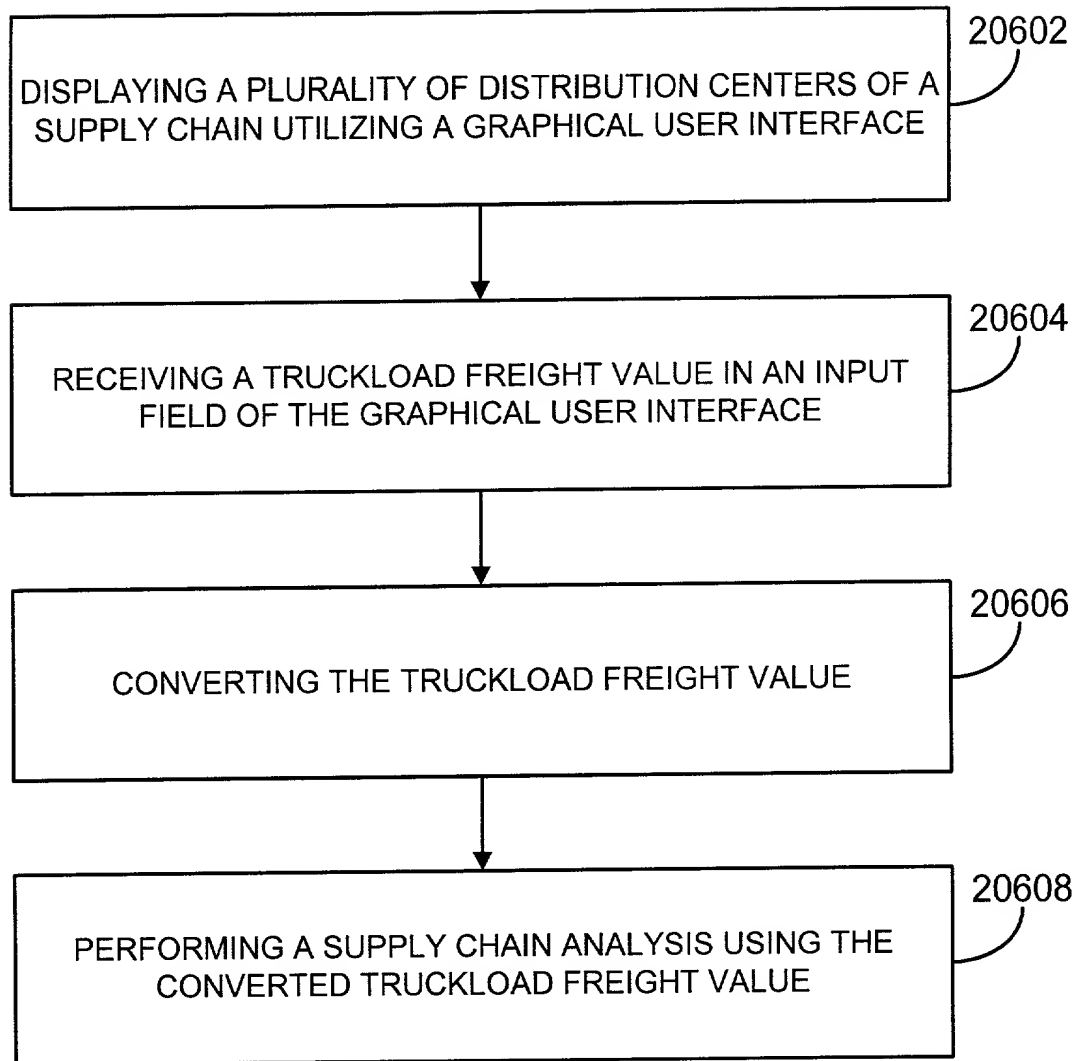 20602
DISPLAYING A PLURALITY OF DISTRIBUTION CENTERS OF A
SUPPLY CHAIN UTILIZING A GRAPHICAL USER INTERFACE
20604
RECEIVING A TRUCKLOAD FREIGHT VALUE IN AN INPUT
FIELD OF THE GRAPHICAL USER INTERFACE
20606
CONVERTING THE TRUCKLOAD FREIGHT VALUE
20608
PERFORMING A SUPPLY CHAIN ANALYSIS USING THE
CONVERTED TRUCKLOAD FREIGHT VALUE